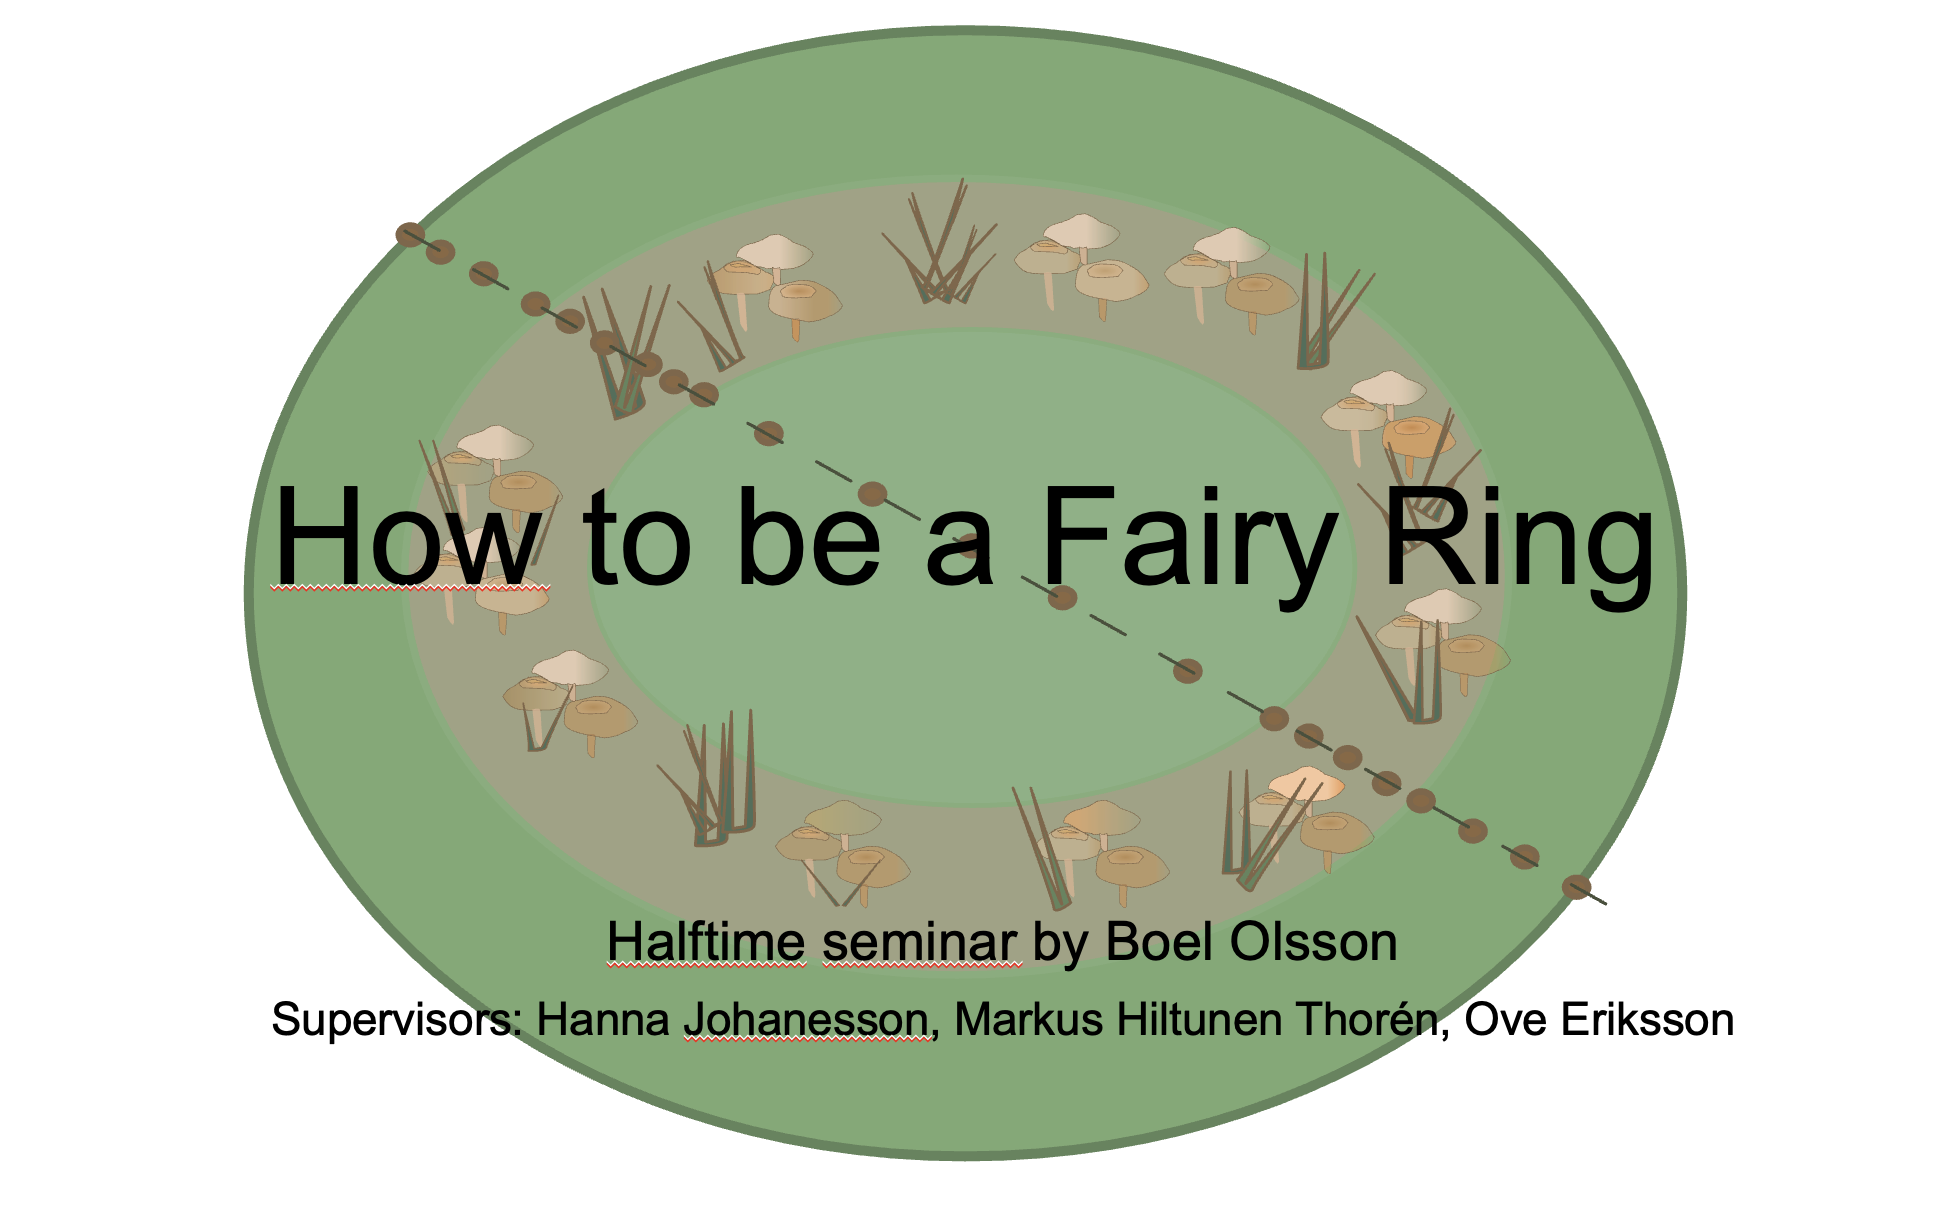 How to be a Fairy Ring
Halftime seminar by Boel Olsson
Supervisors: Hanna Johanesson, Markus Hiltunen Thorén, Ove Eriksson